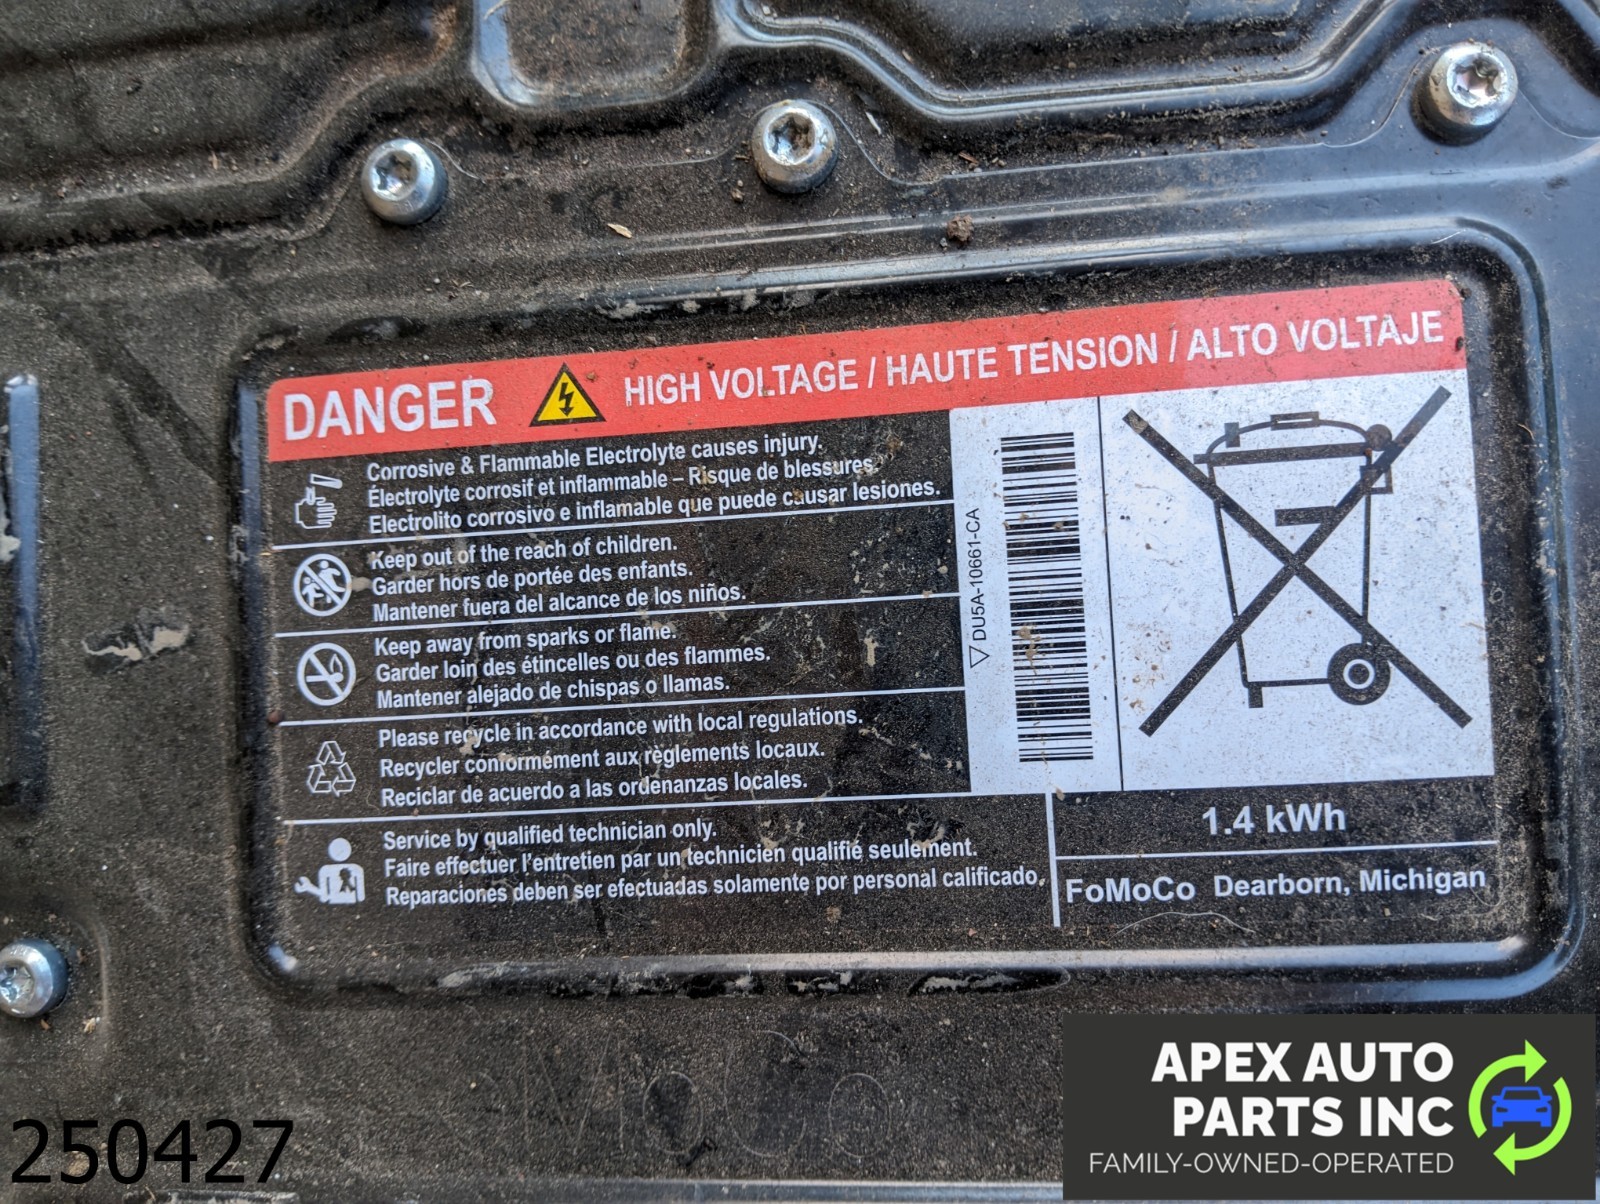 DANGER HIGH VOLTAGE / HAUTE TENSION / ALTO VOLTAJE
Corrosive & Flammable Electrolyte causes injury.
Électrolyte corrosif et inflammable – Risque de blessures.
Electrolito corrosivo e inflamable que puede causar lesiones.
Keep out of the reach of children.
Garder hors de portée des enfants.
Mantener fuera del alcance de los niños.
Keep away from sparks or flame.
Garder loin des étincelles ou des flammes.
Mantener alejado de chispas o llamas.
Please recycle in accordance with local regulations.
Recycler conformément aux règlements locaux.
Reciclar de acuerdo a las ordenanzas locales.
Service by qualified technician only.
Faire effectuer l'entretien par un technicien qualifié seulement.
Reparaciones deben ser efectuadas solamente por personal calificado.
DU5A-10661-CA
1.4 kWh
FoMoCo Dearborn, Michigan
250427
APEX AUTO
PARTS INC
FAMILY-OWNED-OPERATED